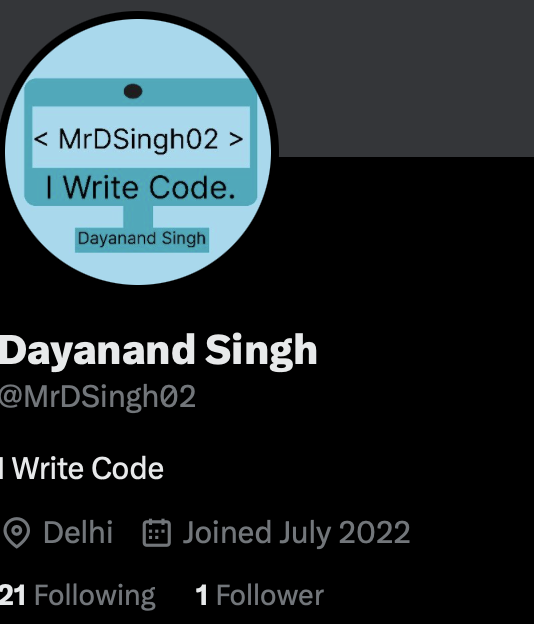 < MrDSingh02 >
I Write Code.
Dayanand Singh
Dayanand Singh
@MrDSingh02
I Write Code
Delhi Joined July 2022
21 Following 1 Follower